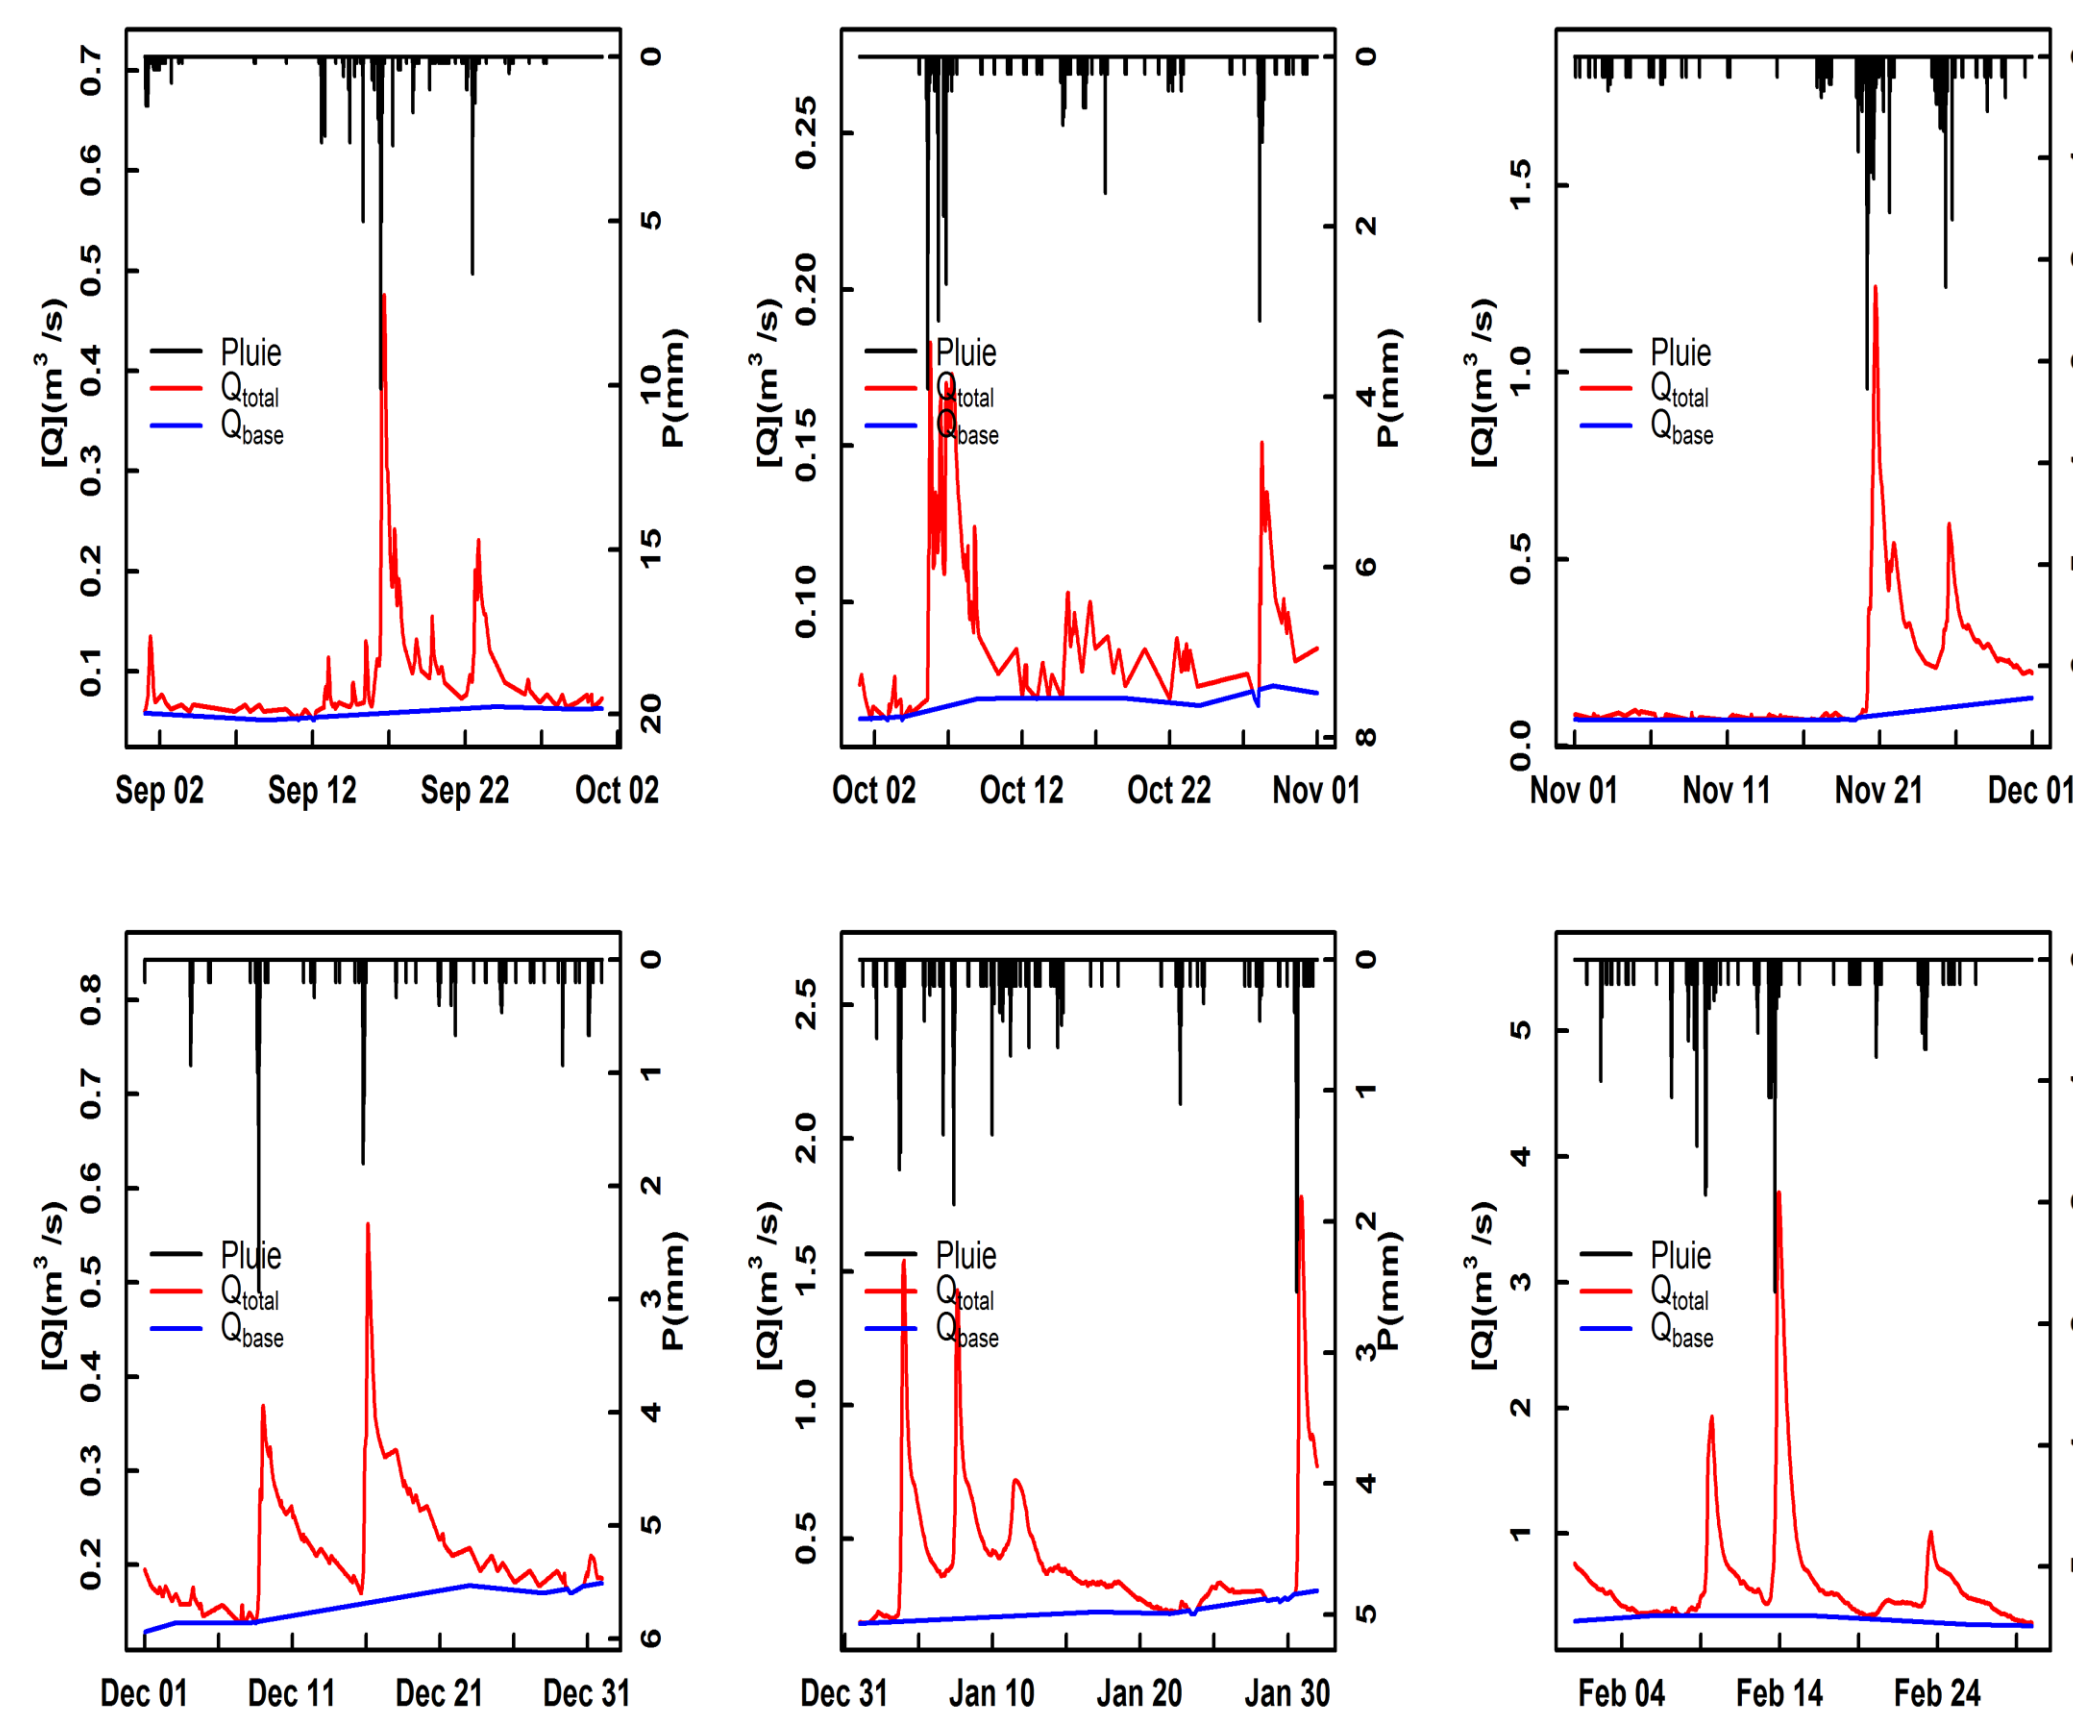 0.1 0.2 0.3 0.4 0.5 0.6 0.7
[Q](m³/s)
Pluie
Qtotal
Qbase
0 5 10 15 20
P(mm)
Sep 02 Sep 12 Sep 22 Oct 02
0.10 0.15 0.20 0.25
[Q](m³/s)
Pluie
Qtotal
Qbase
0 2 4 6 8
P(mm)
Oct 02 Oct 12 Oct 22 Nov 01
0.0 0.5 1.0 1.5
[Q](m³/s)
Pluie
Qtotal
Qbase
Nov 01 Nov 11 Nov 21 Dec 01
0.2 0.3 0.4 0.5 0.6 0.7 0.8
[Q](m³/s)
Pluie
Qtotal
Qbase
0 1 2 3 4 5 6
P(mm)
Dec 01 Dec 11 Dec 21 Dec 31
0.5 1.0 1.5 2.0 2.5
[Q](m³/s)
Pluie
Qtotal
Qbase
0 1 2 3 4 5
P(mm)
Dec 31 Jan 10 Jan 20 Jan 30
1 2 3 4 5
[Q](m³/s)
Pluie
Qtotal
Qbase
Feb 04 Feb 14 Feb 24